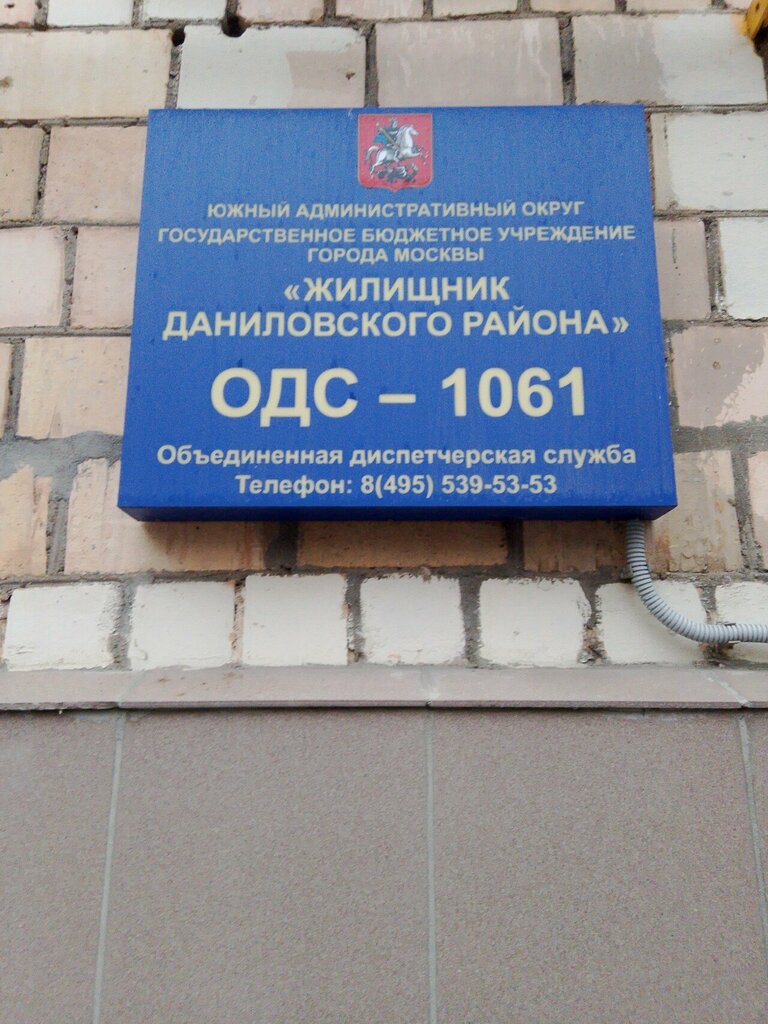 ЮЖНЫЙ АДМИНИСТРАТИВНЫЙ ОКРУГ
ГОСУДАРСТВЕННОЕ БЮДЖЕТНОЕ УЧРЕЖДЕНИЕ
ГОРОДА МОСКВЫ
«ЖИЛИЩНИК
ДАНИЛОВСКОГО РАЙОНА»
ОДС – 1061
Объединенная диспетчерская служба
Телефон: 8(495) 539-53-53